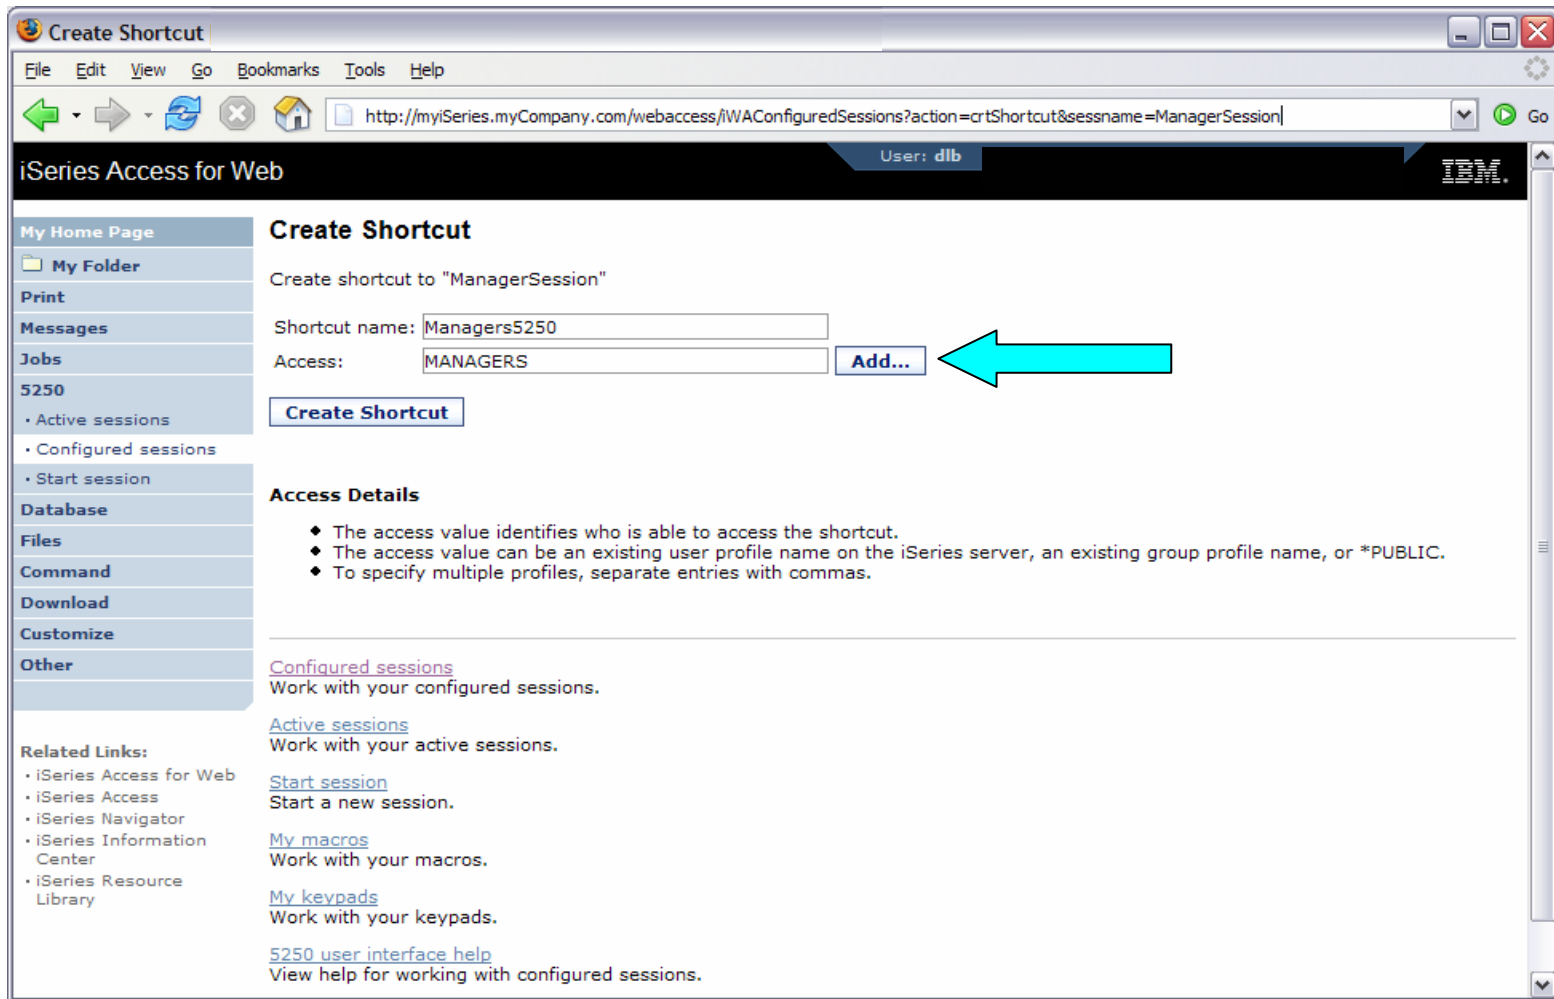 Create Shortcut
File Edit View Go Bookmarks Tools Help
http://myiSeries.myCompany.com/webaccess/iWAConfiguredSessions?action=crtShortcut&sessname=ManagerSession
Go
iSeries Access for Web
User: dlb
IBM.
My Home Page
My Folder
Print
Messages
Jobs
5250
• Active sessions
• Configured sessions
• Start session
Database
Files
Command
Download
Customize
Other
Related Links:
• iSeries Access for Web
• iSeries Access
• iSeries Navigator
• iSeries Information
Center
• iSeries Resource
Library
Create Shortcut
Create shortcut to "ManagerSession"
Shortcut name: Managers5250
Access: MANAGERS Add...
Create Shortcut
Access Details
• The access value identifies who is able to access the shortcut.
• The access value can be an existing user profile name on the iSeries server, an existing group profile name, or *PUBLIC.
• To specify multiple profiles, separate entries with commas.
Configured sessions
Work with your configured sessions.
Active sessions
Work with your active sessions.
Start session
Start a new session.
My macros
Work with your macros.
My keypads
Work with your keypads.
5250 user interface help
View help for working with configured sessions.